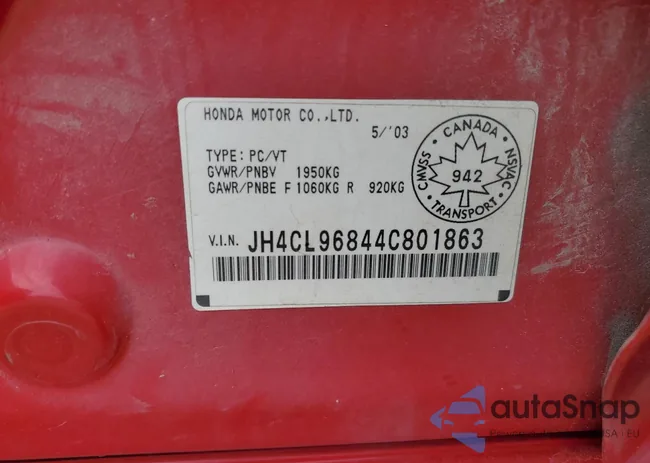 HONDA MOTOR CO.,LTD.
5/'03
TYPE: PC/VT
GVWR/PNBV 1950KG
GAWR/PNBE F 1060KG R 920KG
CANADA
CMVSS
NSVAC
942
TRANSPORT
V.I.N. JH4CL96844C801863
autoSnap